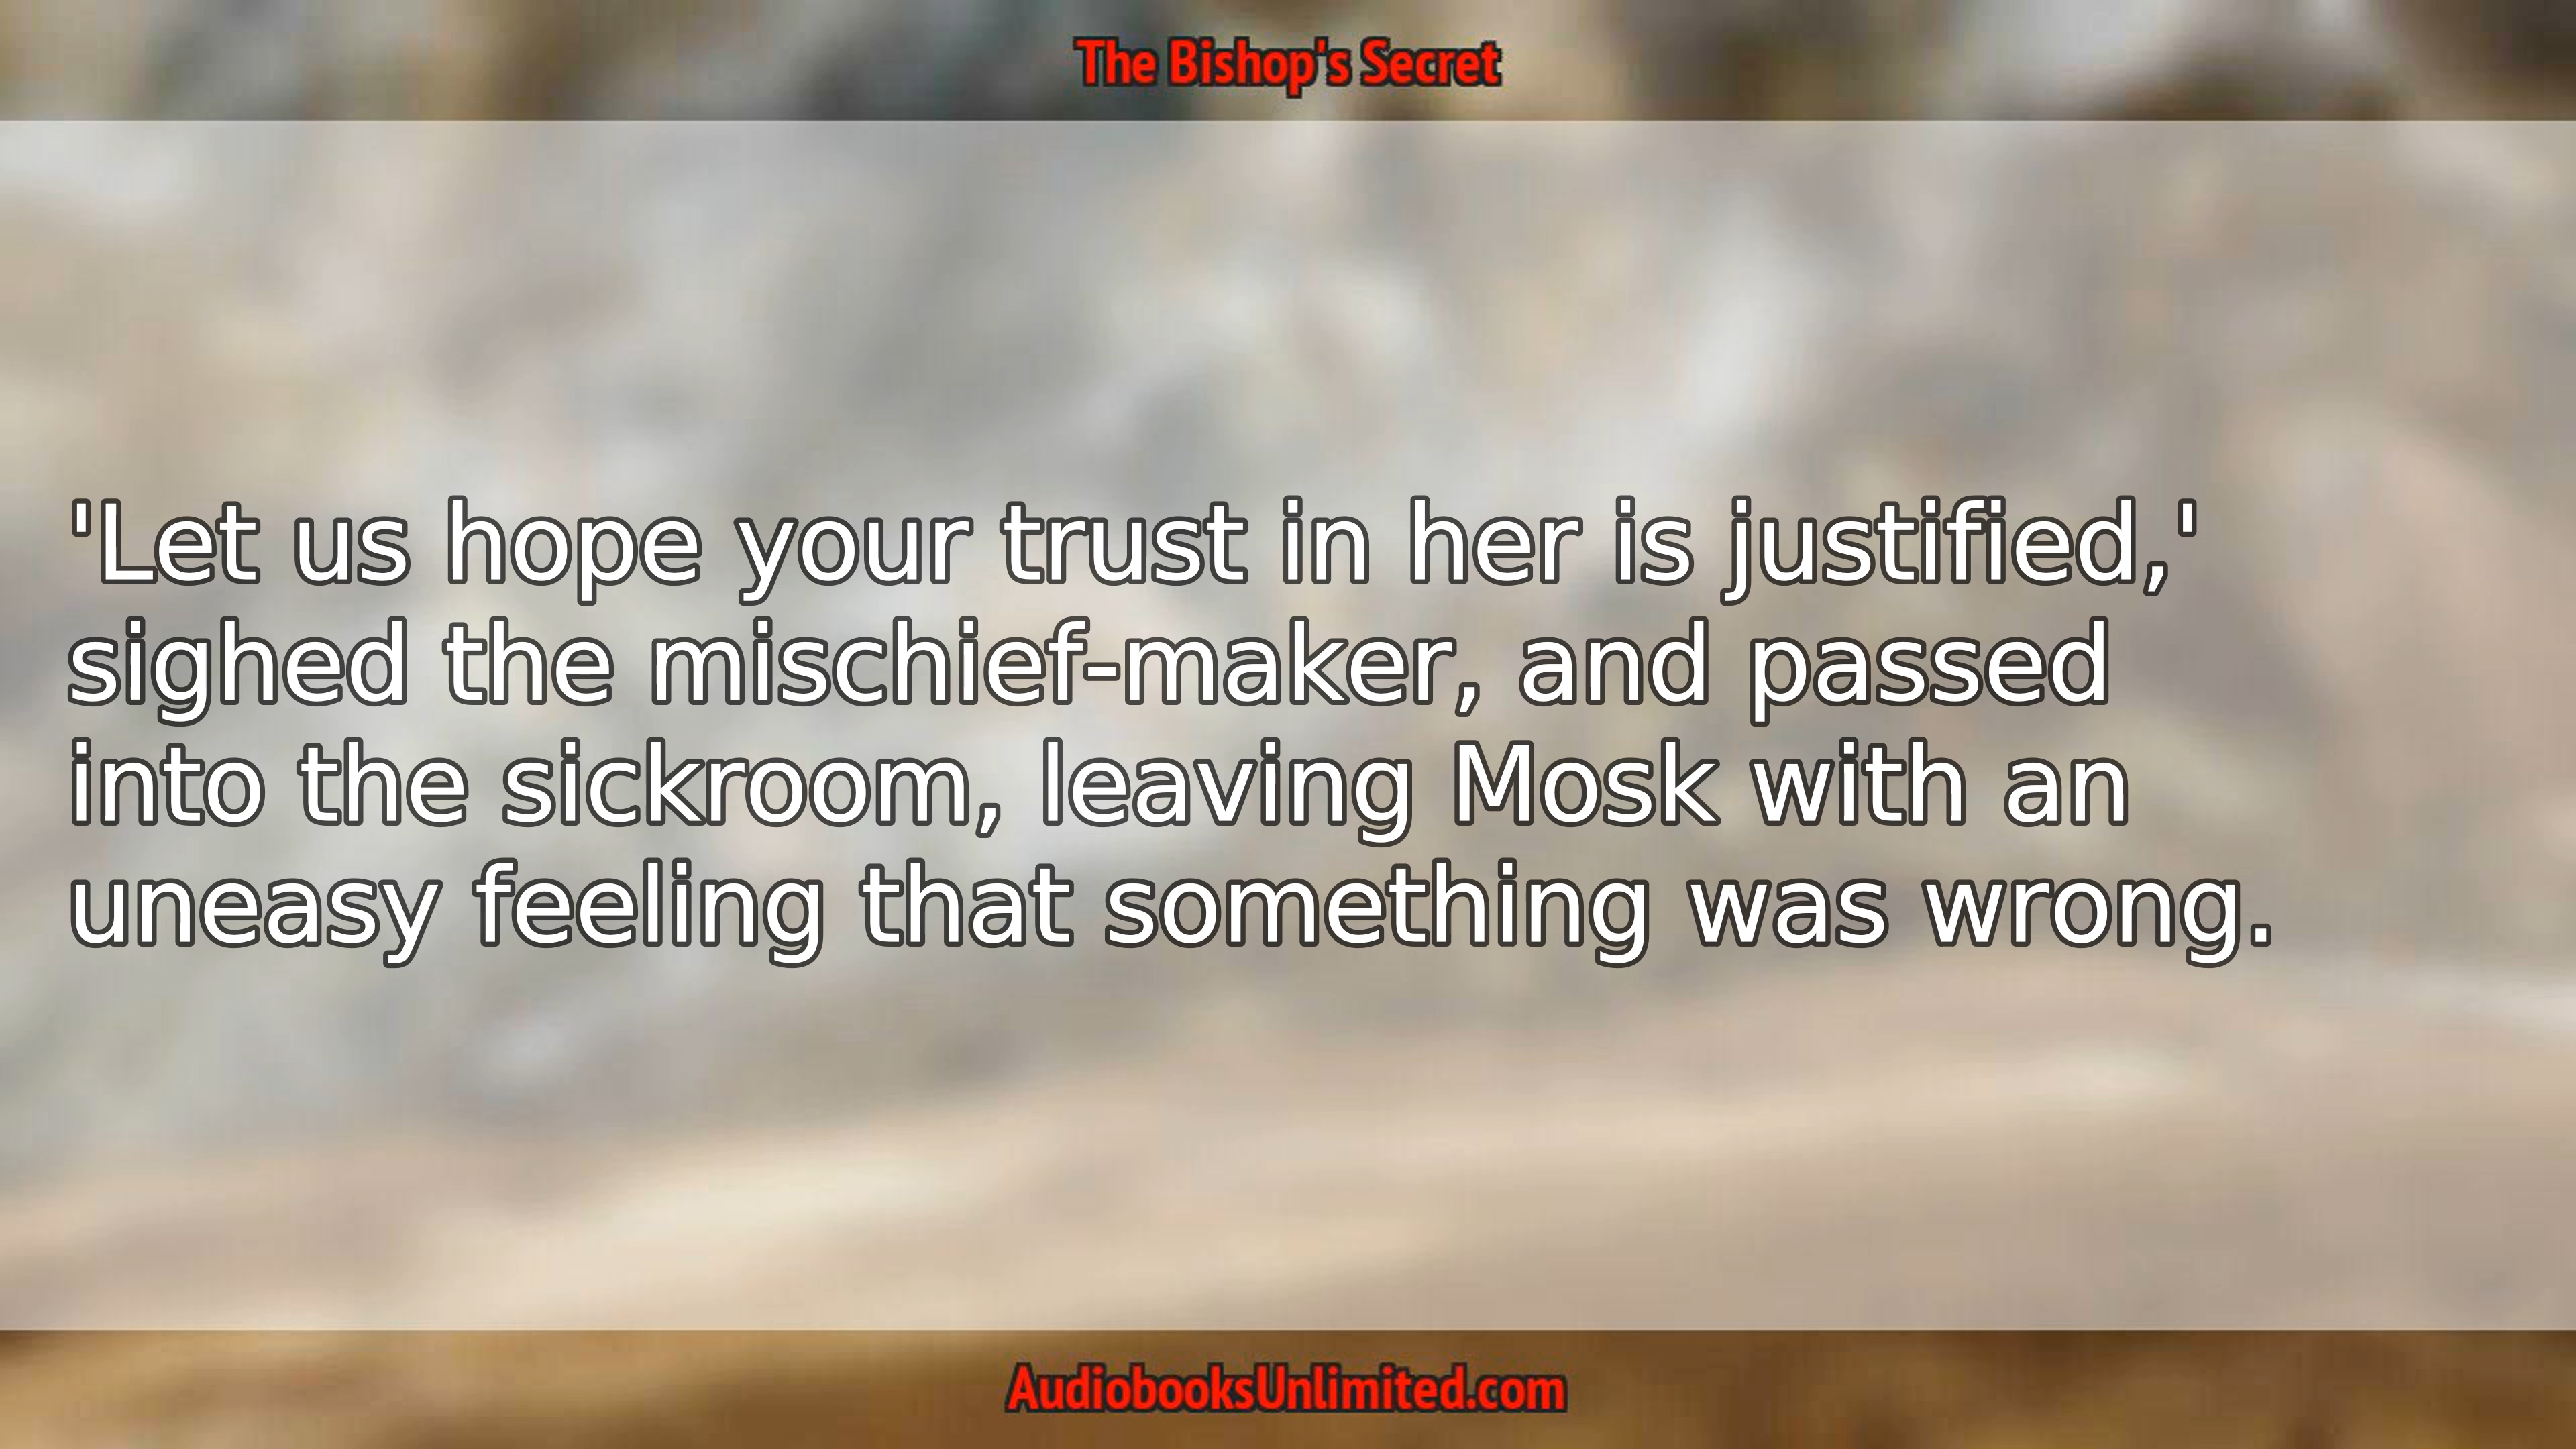 The Bishop's Secret
'Let us hope your trust in her is justified,'
sighed the mischief-maker, and passed
into the sickroom, leaving Mosk with an
uneasy feeling that something was wrong.
AudiobooksUnlimited.com